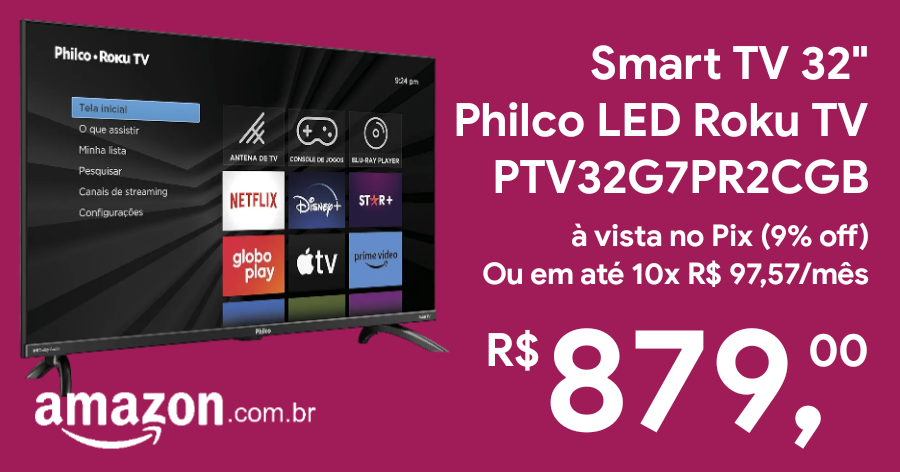 Philco • Roku TV
9:24 pm
Tela inicial
O que assistir
Minha lista
Pesquisar
Canais de streaming
Configurações
ANTENA DE TV
CONSOLE DE JOGOS
BLU-RAY PLAYER
NETFLIX
Disney+
ST★R+
globo
play
tv
prime video
Philco
Roku TV
amazon.com.br
Smart TV 32"
Philco LED Roku TV
PTV32G7PR2CGB
à vista no Pix (9% off)
Ou em até 10x R$ 97,57/mês
R$ 879,00